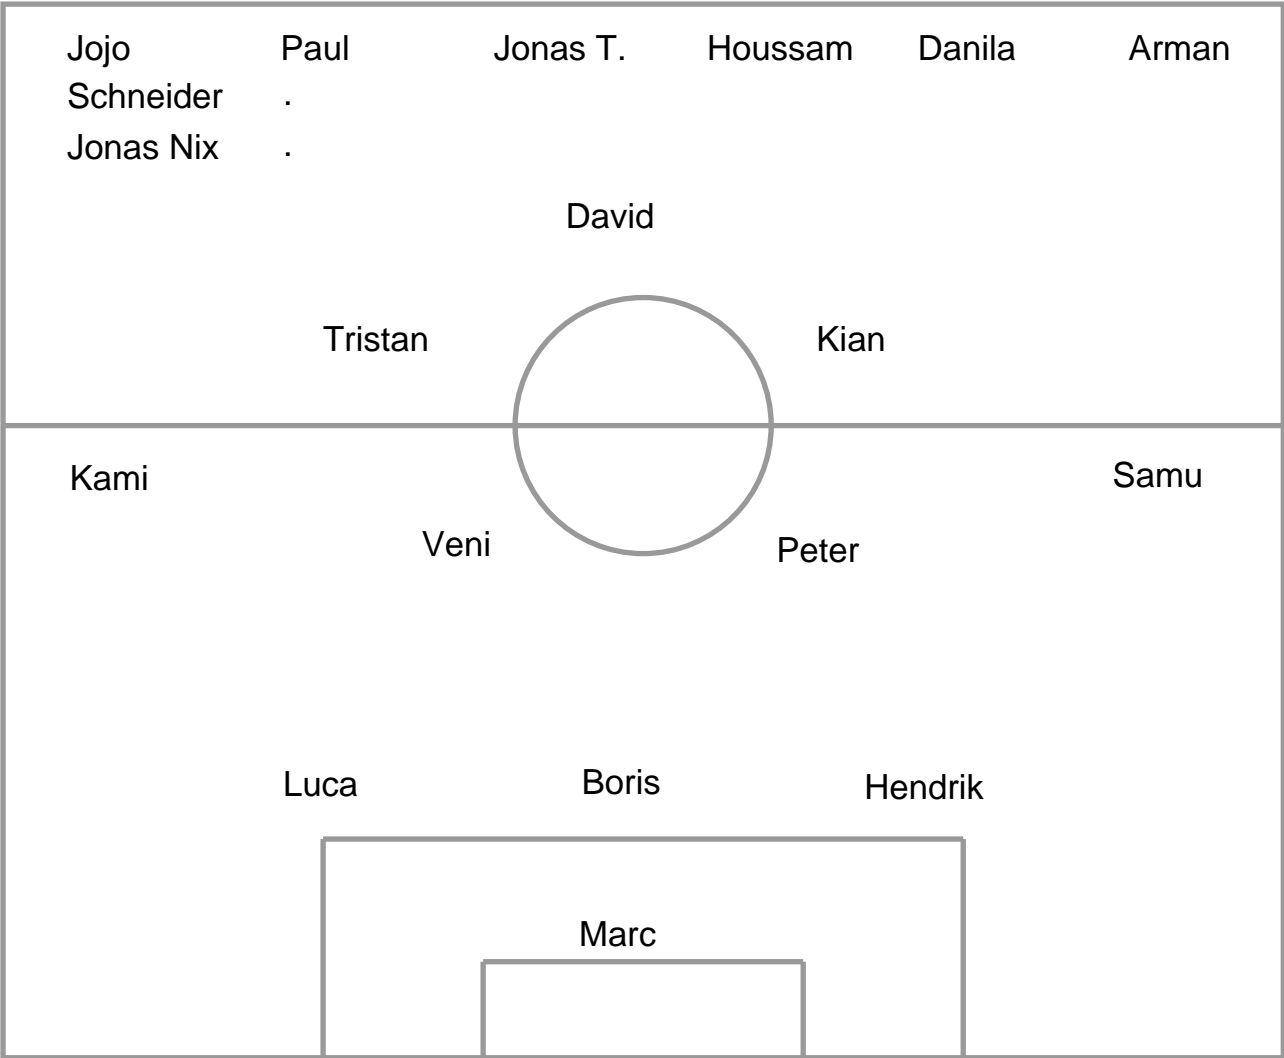 Jojo Paul Jonas T. Houssam Danila Arman
Schneider .
Jonas Nix .
David
Tristan Kian
Kami Samu
Veni Peter
Luca Boris Hendrik
Marc